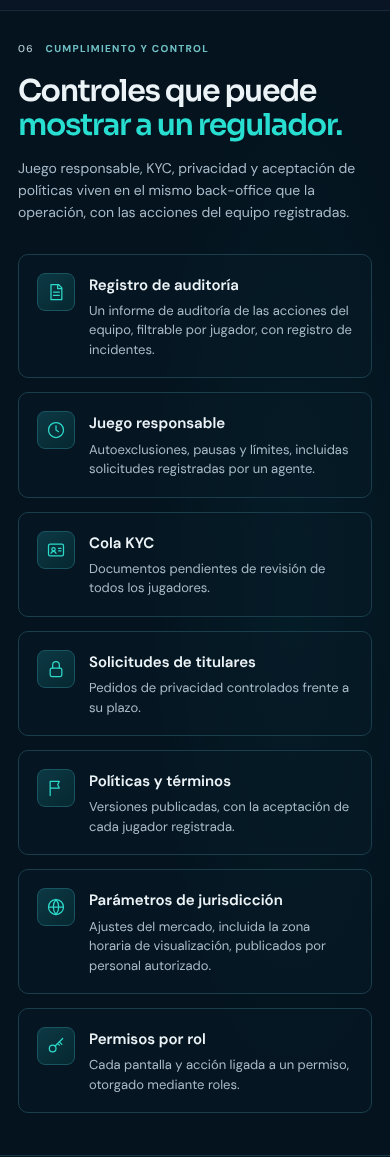 06 CUMPLIMIENTO Y CONTROL
Controles que puede
mostrar a un regulador.
Juego responsable, KYC, privacidad y aceptación de
políticas viven en el mismo back-office que la
operación, con las acciones del equipo registradas.
Registro de auditoría
Un informe de auditoría de las acciones del
equipo, filtrable por jugador, con registro de
incidentes.
Juego responsable
Autoexclusiones, pausas y límites, incluidas
solicitudes registradas por un agente.
Cola KYC
Documentos pendientes de revisión de
todos los jugadores.
Solicitudes de titulares
Pedidos de privacidad controlados frente a
su plazo.
Políticas y términos
Versiones publicadas, con la aceptación de
cada jugador registrada.
Parámetros de jurisdicción
Ajustes del mercado, incluida la zona
horaria de visualización, publicados por
personal autorizado.
Permisos por rol
Cada pantalla y acción ligada a un permiso,
otorgado mediante roles.